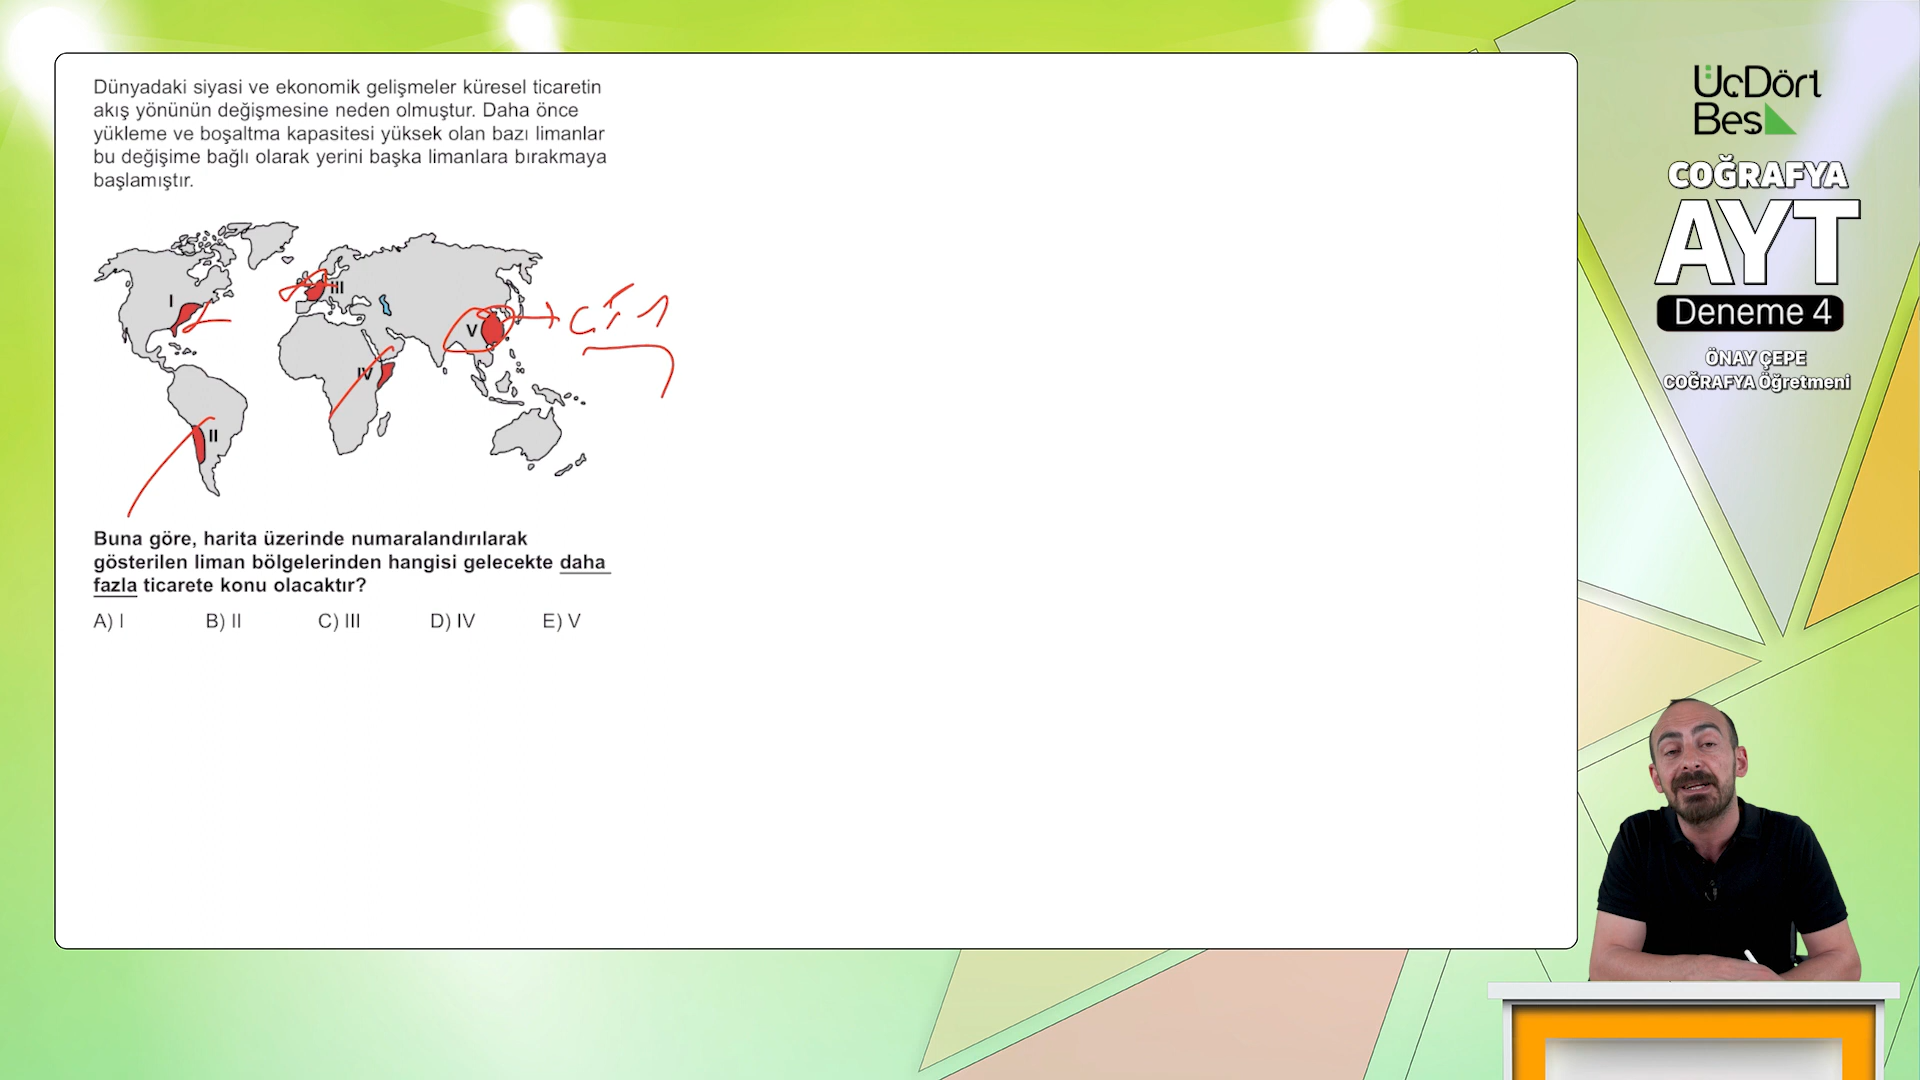 Dünyadaki siyasi ve ekonomik gelişmeler küresel ticaretin
akış yönünün değişmesine neden olmuştur. Daha önce
yükleme ve boşaltma kapasitesi yüksek olan bazı limanlar
bu değişime bağlı olarak yerini başka limanlara bırakmaya
başlamıştır.
I
II
III
IV
V
Çin
Buna göre, harita üzerinde numaralandırılarak
gösterilen liman bölgelerinden hangisi gelecekte daha
fazla ticarete konu olacaktır?
A) I B) II C) III D) IV E) V
ÜçDört
Beş
COĞRAFYA
AYT
Deneme 4
ÖNAY ÇEPE
COĞRAFYA Öğretmeni